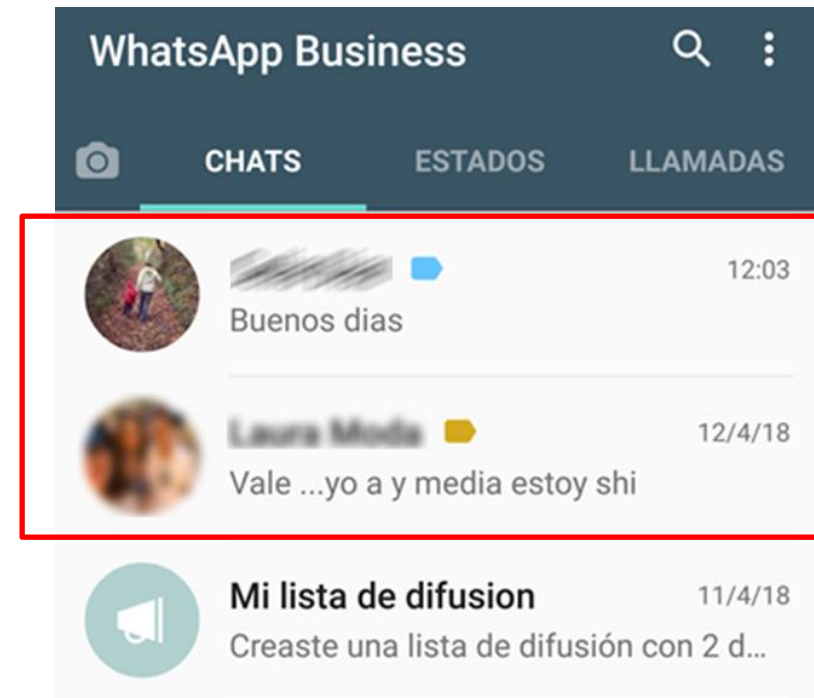 WhatsApp Business
CHATS ESTADOS LLAMADAS
12:03
Buenos dias
12/4/18
Vale ...yo a y media estoy shi
Mi lista de difusion 11/4/18
Creaste una lista de difusión con 2 d...